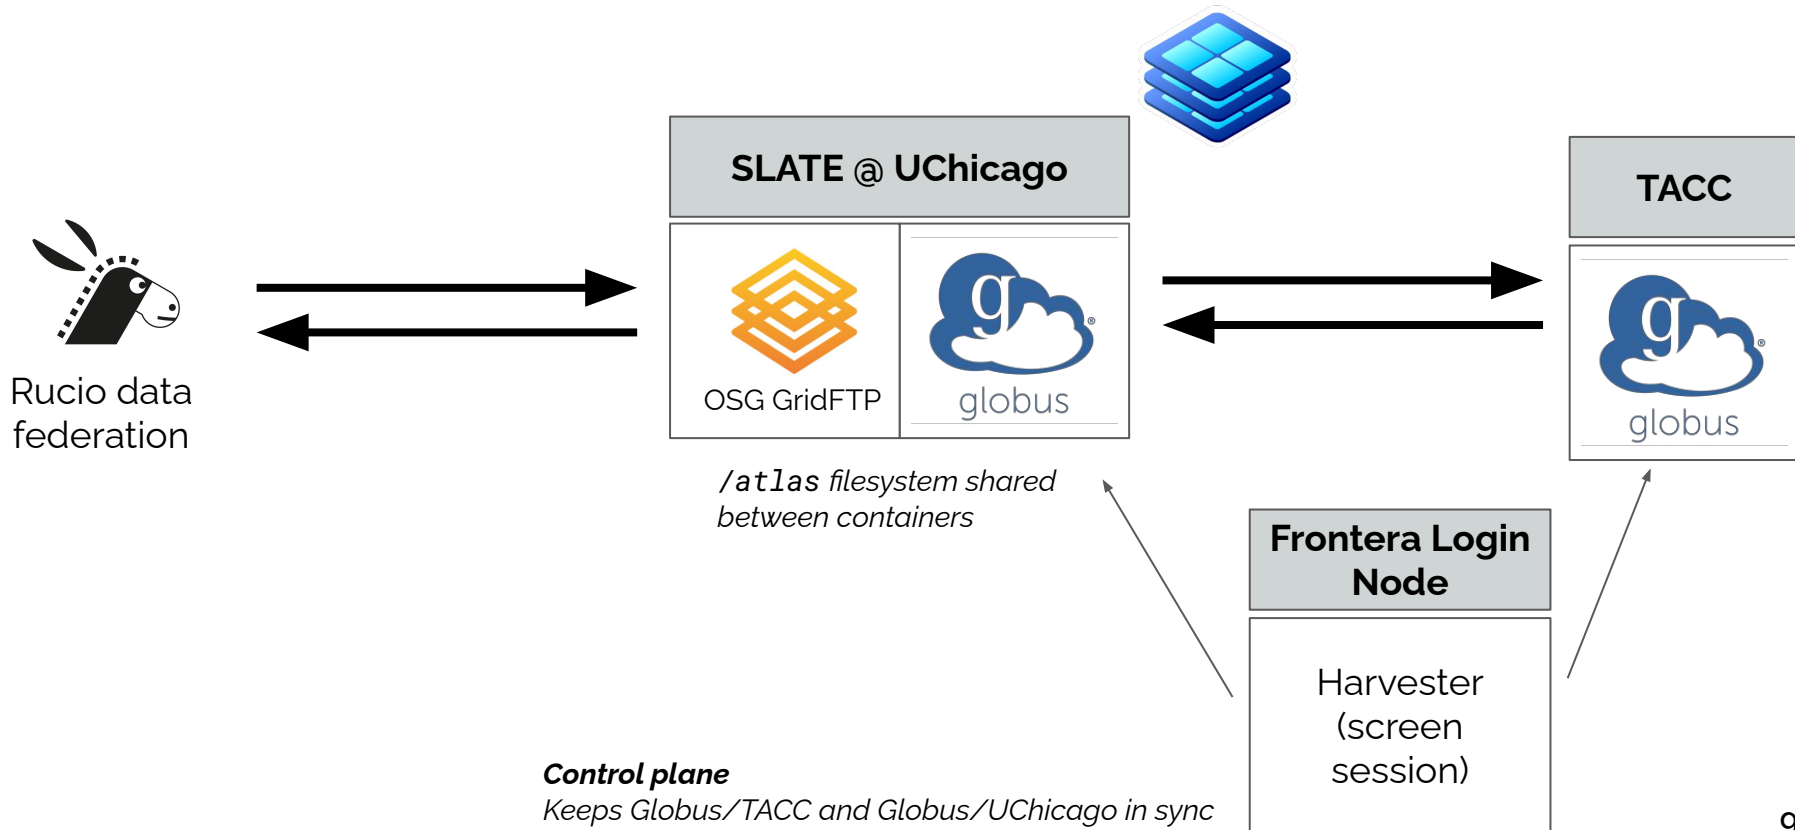 SLATE @ UChicago
TACC
g
g
OSG GridFTP
globus
globus
Rucio data
federation
/atlas filesystem shared
between containers
Frontera Login
Node
Harvester
(screen
session)
Control plane
Keeps Globus/TACC and Globus/UChicago in sync